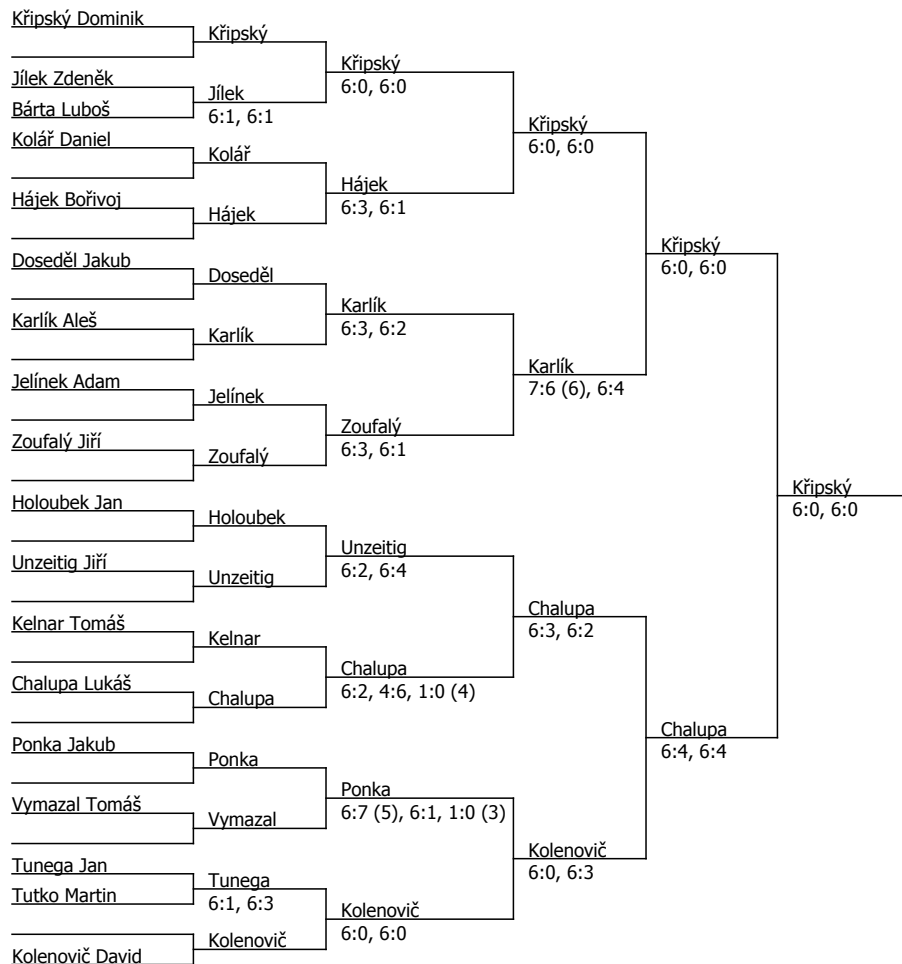 Křipský Dominik
Jílek Zdeněk
Bárta Luboš
Kolář Daniel
Hájek Bořivoj
Doseděl Jakub
Karlík Aleš
Jelínek Adam
Zoufalý Jiří
Holoubek Jan
Unzeitig Jiří
Kelnar Tomáš
Chalupa Lukáš
Ponka Jakub
Vymazal Tomáš
Tunega Jan
Tutko Martin
Kolenovič David
Křipský
Jílek
6:1, 6:1
Kolář
Hájek
Doseděl
Karlík
Jelínek
Zoufalý
Holoubek
Unzeitig
Kelnar
Chalupa
Ponka
Vymazal
Tunega
6:1, 6:3
Kolenovič
Křipský
6:0, 6:0
Hájek
6:3, 6:1
Karlík
6:3, 6:2
Zoufalý
6:3, 6:1
Unzeitig
6:2, 6:4
Chalupa
6:2, 4:6, 1:0 (4)
Ponka
6:7 (5), 6:1, 1:0 (3)
Kolenovič
6:0, 6:0
Křipský
6:0, 6:0
Karlík
7:6 (6), 6:4
Chalupa
6:3, 6:2
Kolenovič
6:0, 6:3
Křipský
6:0, 6:0
Chalupa
6:4, 6:4
Křipský
6:0, 6:0